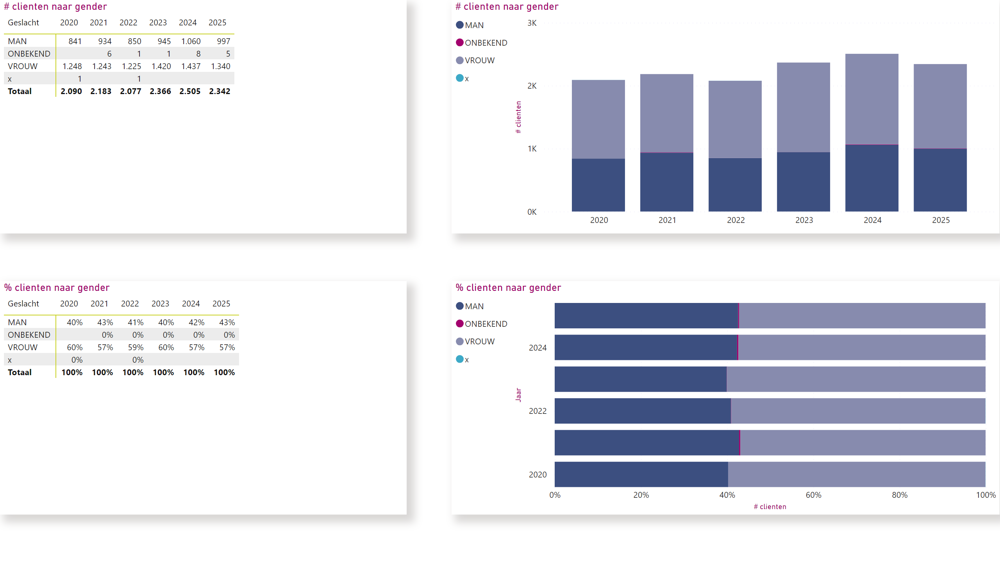 # clienten naar gender
Geslacht 2020 2021 2022 2023 2024 2025
MAN 841 934 850 945 1.060 997
ONBEKEND 6 1 1 8 5
VROUW 1.248 1.243 1.225 1.420 1.437 1.340
x 1 1
Totaal 2.090 2.183 2.077 2.366 2.505 2.342
# clienten naar gender
MAN
ONBEKEND
VROUW
x
3K
2K
1K
0K
# clienten
2020 2021 2022 2023 2024 2025
% clienten naar gender
Geslacht 2020 2021 2022 2023 2024 2025
MAN 40% 43% 41% 40% 42% 43%
ONBEKEND 0% 0% 0% 0% 0%
VROUW 60% 57% 59% 60% 57% 57%
x 0% 0%
Totaal 100% 100% 100% 100% 100% 100%
% clienten naar gender
MAN
ONBEKEND
VROUW
x
Jaar
2024
2022
2020
0% 20% 40% 60% 80% 100%
# clienten